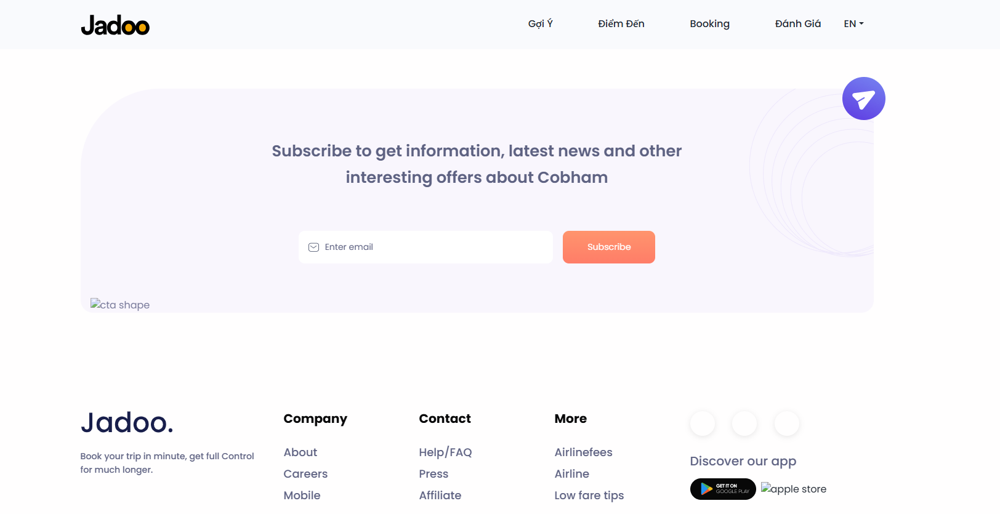 Jadoo
Gợi Ý
Điểm Đến
Booking
Đánh Giá
EN
Subscribe to get information, latest news and other
interesting offers about Cobham
Enter email
Subscribe
cta shape
Jadoo.
Book your trip in minute, get full Control
for much longer.
Company
About
Careers
Mobile
Contact
Help/FAQ
Press
Affiliate
More
Airlinefees
Airline
Low fare tips
Discover our app
GET IT ON
GOOGLE PLAY
apple store